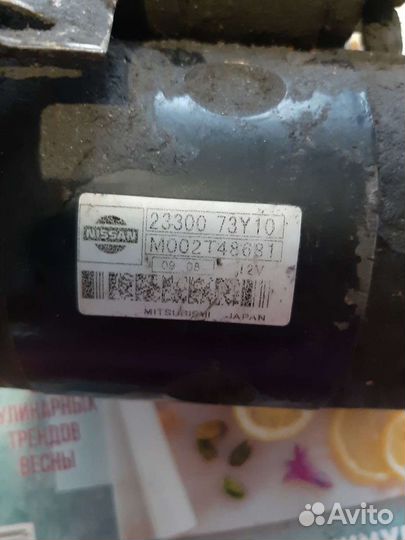 23300 73Y10
NISSAN
M002T48681
09 08 12V
MITSUBISHI JAPAN
УЛИНАРНЫХ
ТРЕНДОВ
ВЕСНЫ
Avito